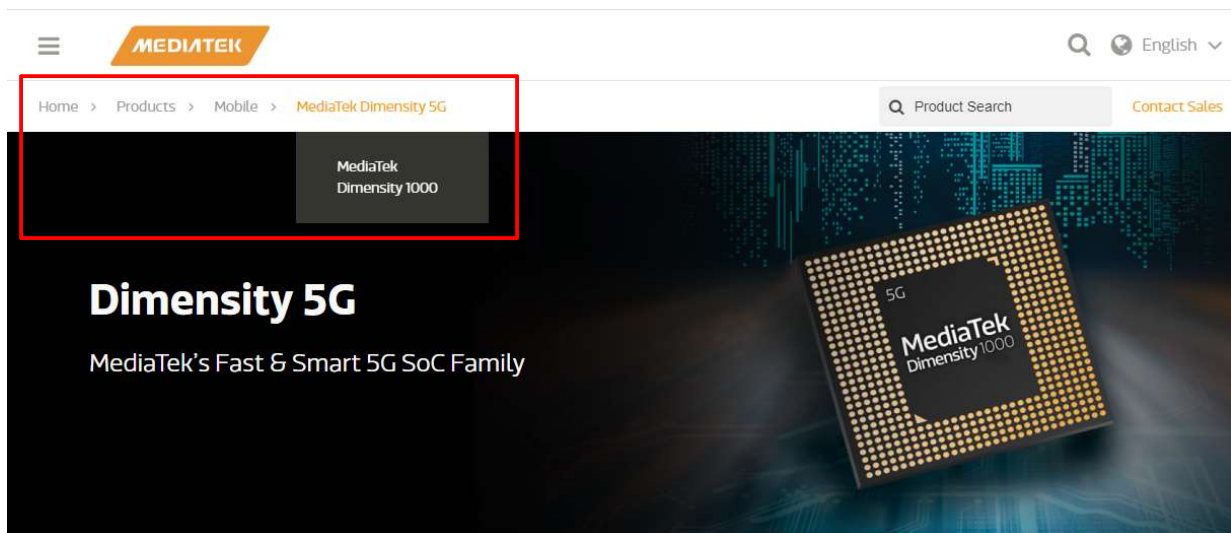 MEDIATEK
English
Home > Products > Mobile > MediaTek Dimensity 5G
Product Search
Contact Sales
MediaTek
Dimensity 1000
Dimensity 5G
MediaTek's Fast & Smart 5G SoC Family
5G
MediaTek
Dimensity 1000